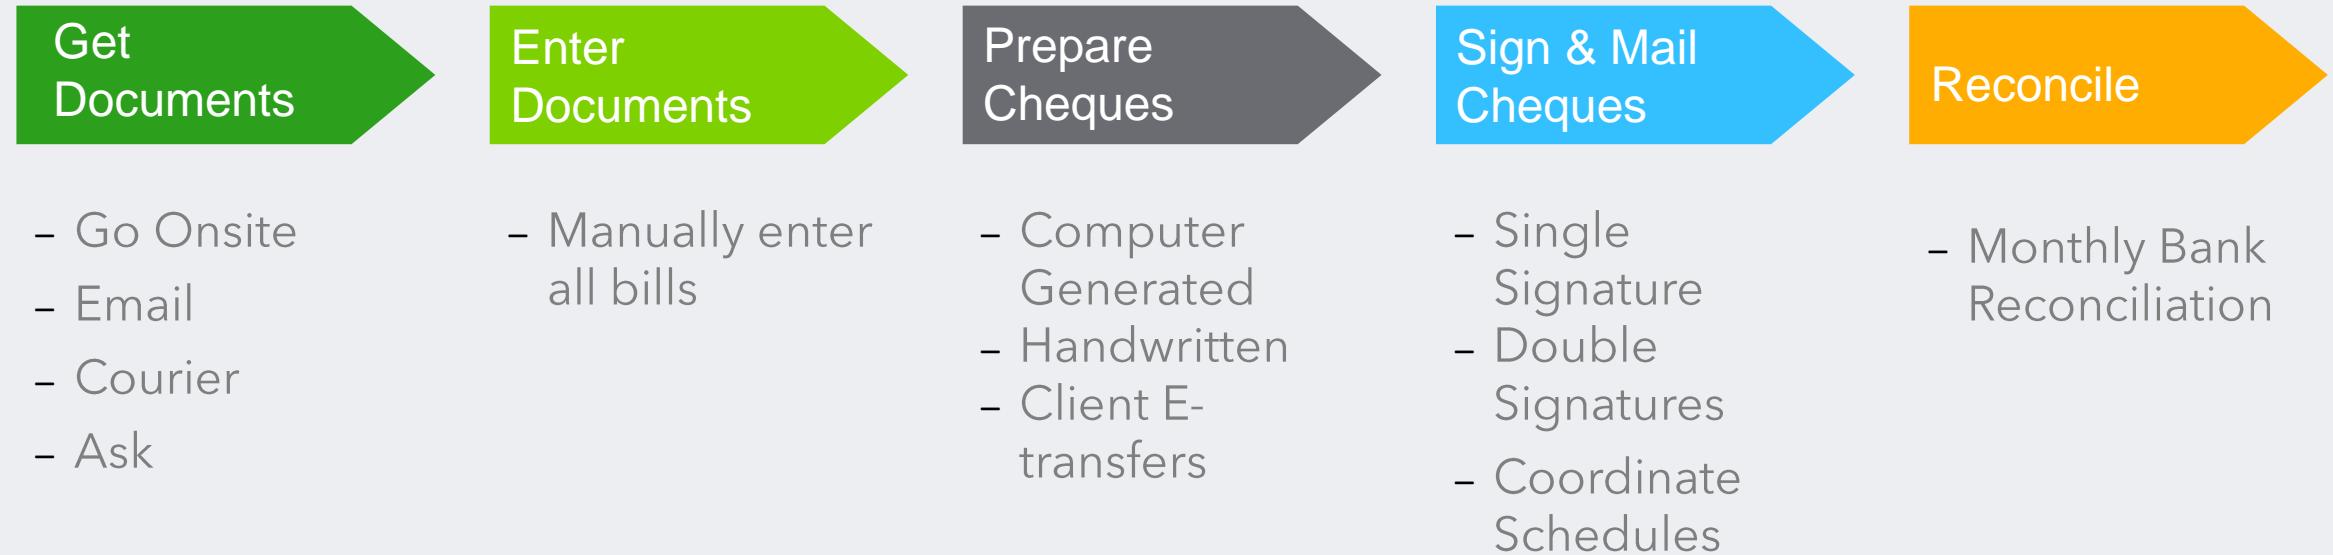 Get
Documents
– Go Onsite
– Email
– Courier
– Ask
Enter
Documents
– Manually enter
all bills
Prepare
Cheques
– Computer
Generated
– Handwritten
– Client E-
transfers
Sign & Mail
Cheques
– Single
Signature
– Double
Signatures
– Coordinate
Schedules
Reconcile
– Monthly Bank
Reconciliation